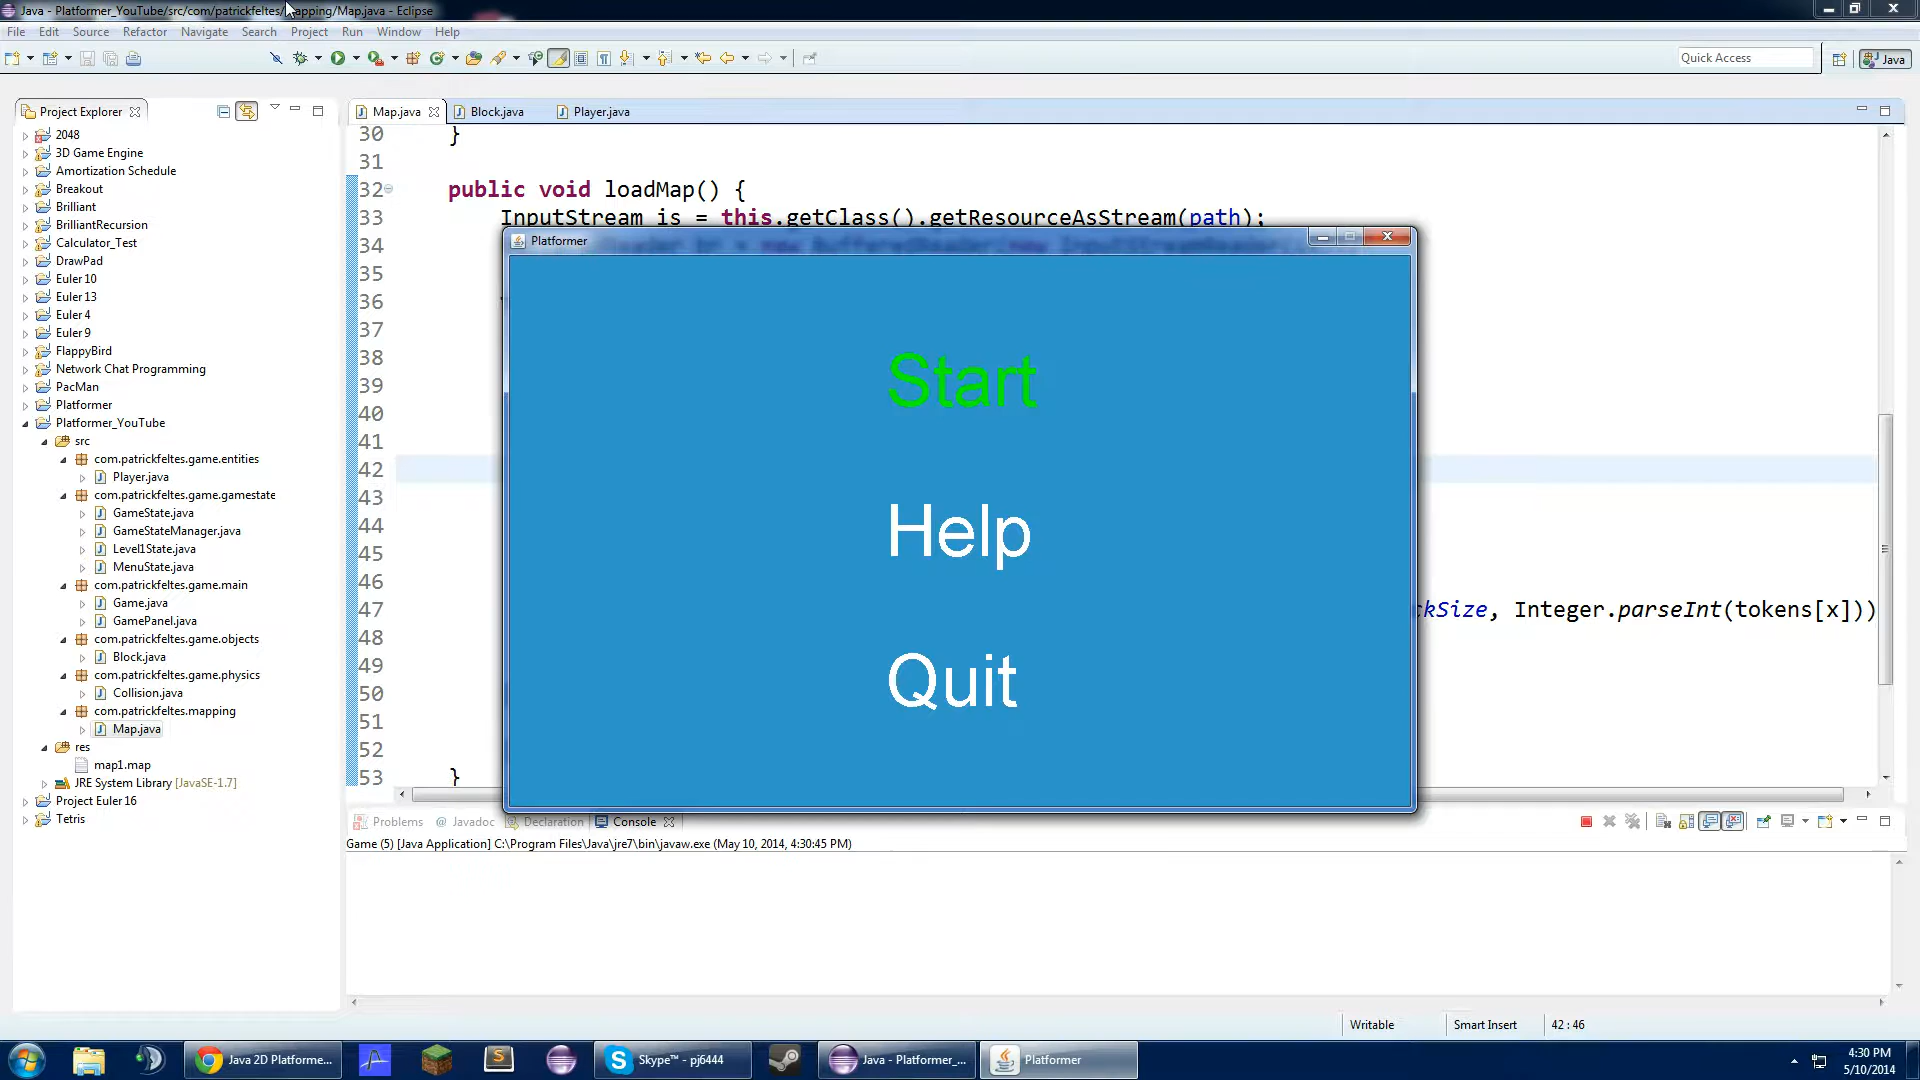 Java - Platformer_YouTube/src/com/patrickfeltes/mapping/Map.java - Eclipse
File Edit Source Refactor Navigate Search Project Run Window Help
Quick Access
Java
Project Explorer
Map.java
Block.java
Player.java
2048
3D Game Engine
Amortization Schedule
Breakout
Brilliant
BrilliantRecursion
Calculator_Test
DrawPad
Euler 10
Euler 13
Euler 4
Euler 9
FlappyBird
Network Chat Programming
PacMan
Platformer
Platformer_YouTube
src
com.patrickfeltes.game.entities
Player.java
com.patrickfeltes.game.gamestate
GameState.java
GameStateManager.java
Level1State.java
MenuState.java
com.patrickfeltes.game.main
Game.java
GamePanel.java
com.patrickfeltes.game.objects
Block.java
com.patrickfeltes.game.physics
Collision.java
com.patrickfeltes.mapping
Map.java
res
map1.map
JRE System Library [JavaSE-1.7]
Project Euler 16
Tetris
30 }
31
32 public void loadMap() {
33 InputStream is = this.getClass().getResourceAsStream(path);
34
35
36
37
38
39
40
41
42
43
44
45
46
47 ckSize, Integer.parseInt(tokens[x]))
48
49
50
51
52
53 }
Platformer
Start
Help
Quit
Problems
@ Javadoc
Declaration
Console
Game (5) [Java Application] C:\Program Files\Java\jre7\bin\javaw.exe (May 10, 2014, 4:30:45 PM)
Writable
Smart Insert
42 : 46
Java 2D Platforme...
Skype™ - pj6444
Java - Platformer_...
Platformer
4:30 PM
5/10/2014